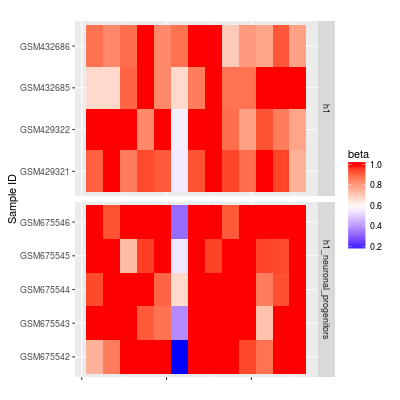 GSM432686
GSM432685
GSM429322
GSM429321
h1
GSM675546
GSM675545
GSM675544
GSM675543
GSM675542
h1_neuronal_progenitors
Sample ID
beta
1.0
0.8
0.6
0.4
0.2